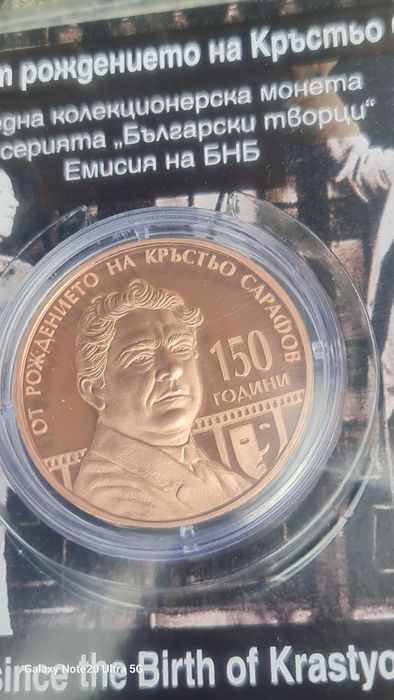 рождението на Кръстьо
една колекционерска монета
серията „Български творци“
Емисия на БНБ
ОТ РОЖДЕНИЕТО НА КРЪСТЬО САРАФОВ
150
ГОДИНИ
Galaxy Note20 Ultra 5G
since the Birth of Krastyo